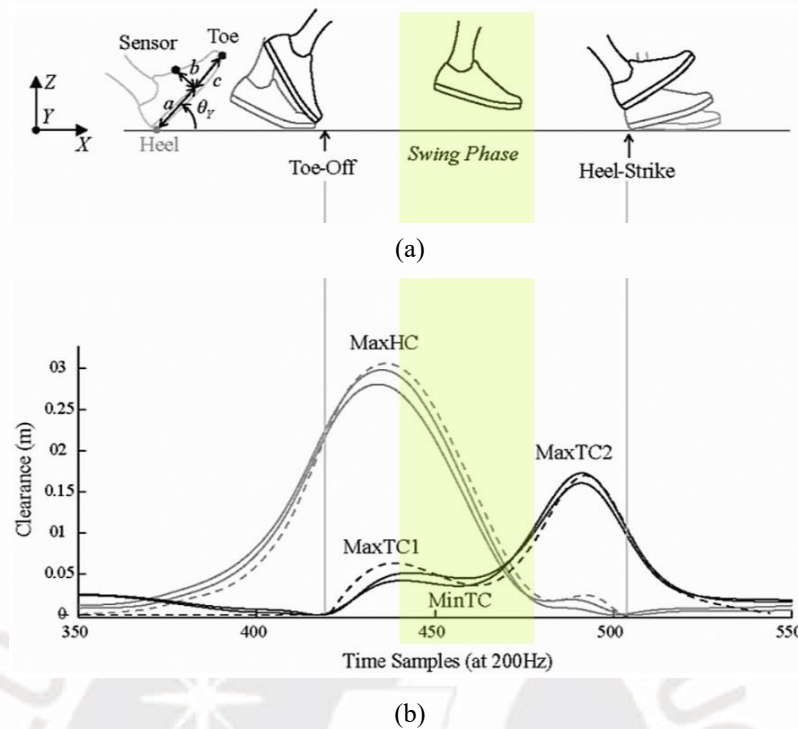 Sensor Toe
Z b c
Y a θY
X
Heel
Toe-Off Swing Phase Heel-Strike
(a)
MaxHC
03
0.25
02
0.15
01
0.05
0
Clearance (m)
MaxTC2
MaxTC1
MinTC
350 400 450 500 550
Time Samples (at 200Hz)
(b)